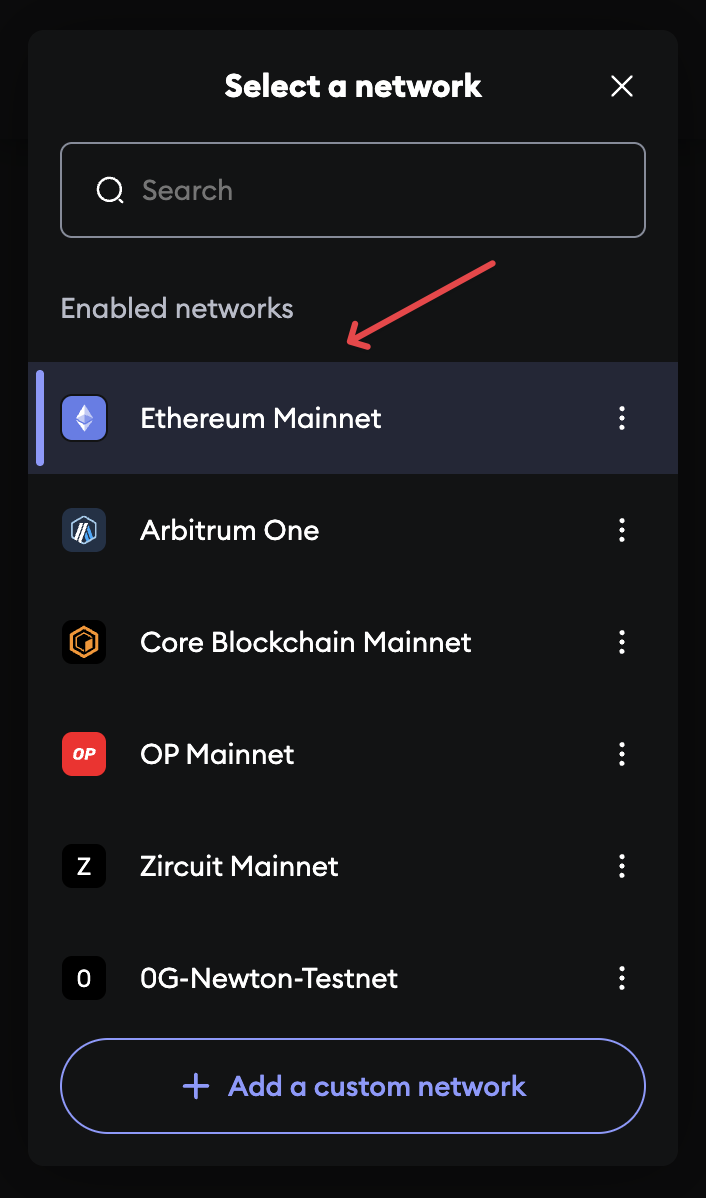 Select a network
Search
Enabled networks
Ethereum Mainnet
Arbitrum One
Core Blockchain Mainnet
OP OP Mainnet
Z Zircuit Mainnet
0 0G-Newton-Testnet
+ Add a custom network